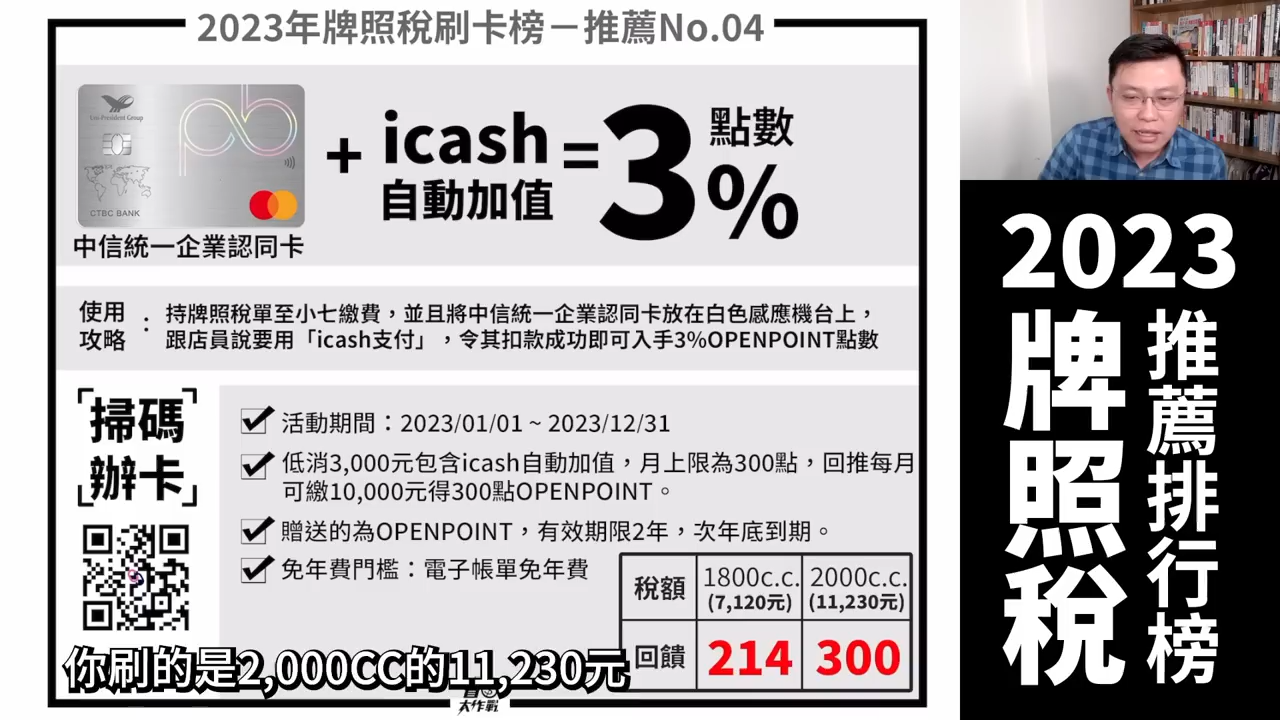 2023年牌照稅刷卡榜－推薦No.04
Uni-President Group
CTBC BANK
中信統一企業認同卡
+
icash
自動加值
=
3
點數
%
使用
攻略
：
持牌照稅單至小七繳費，並且將中信統一企業認同卡放在白色感應機台上，
跟店員說要用「icash支付」，令其扣款成功即可入手3%OPENPOINT點數
掃碼
辦卡
活動期間：2023/01/01 ~ 2023/12/31
低消3,000元包含icash自動加值，月上限為300點，回推每月
可繳10,000元得300點OPENPOINT。
贈送的為OPENPOINT，有效期限2年，次年底到期。
免年費門檻：電子帳單免年費
稅額
1800c.c.
(7,120元)
2000c.c.
(11,230元)
回饋
214
300
你刷的是2,000CC的11,230元
大作戰
2023
牌照稅
推薦排行榜